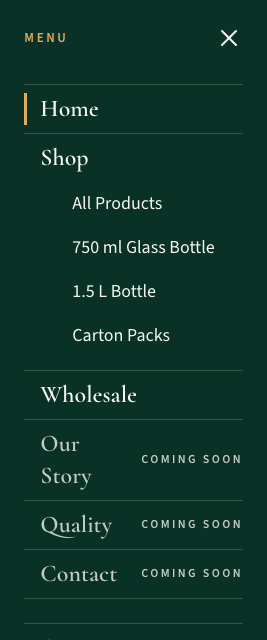 MENU
Home
Shop
All Products
750 ml Glass Bottle
1.5 L Bottle
Carton Packs
Wholesale
Our
Story
COMING SOON
Quality COMING SOON
Contact COMING SOON